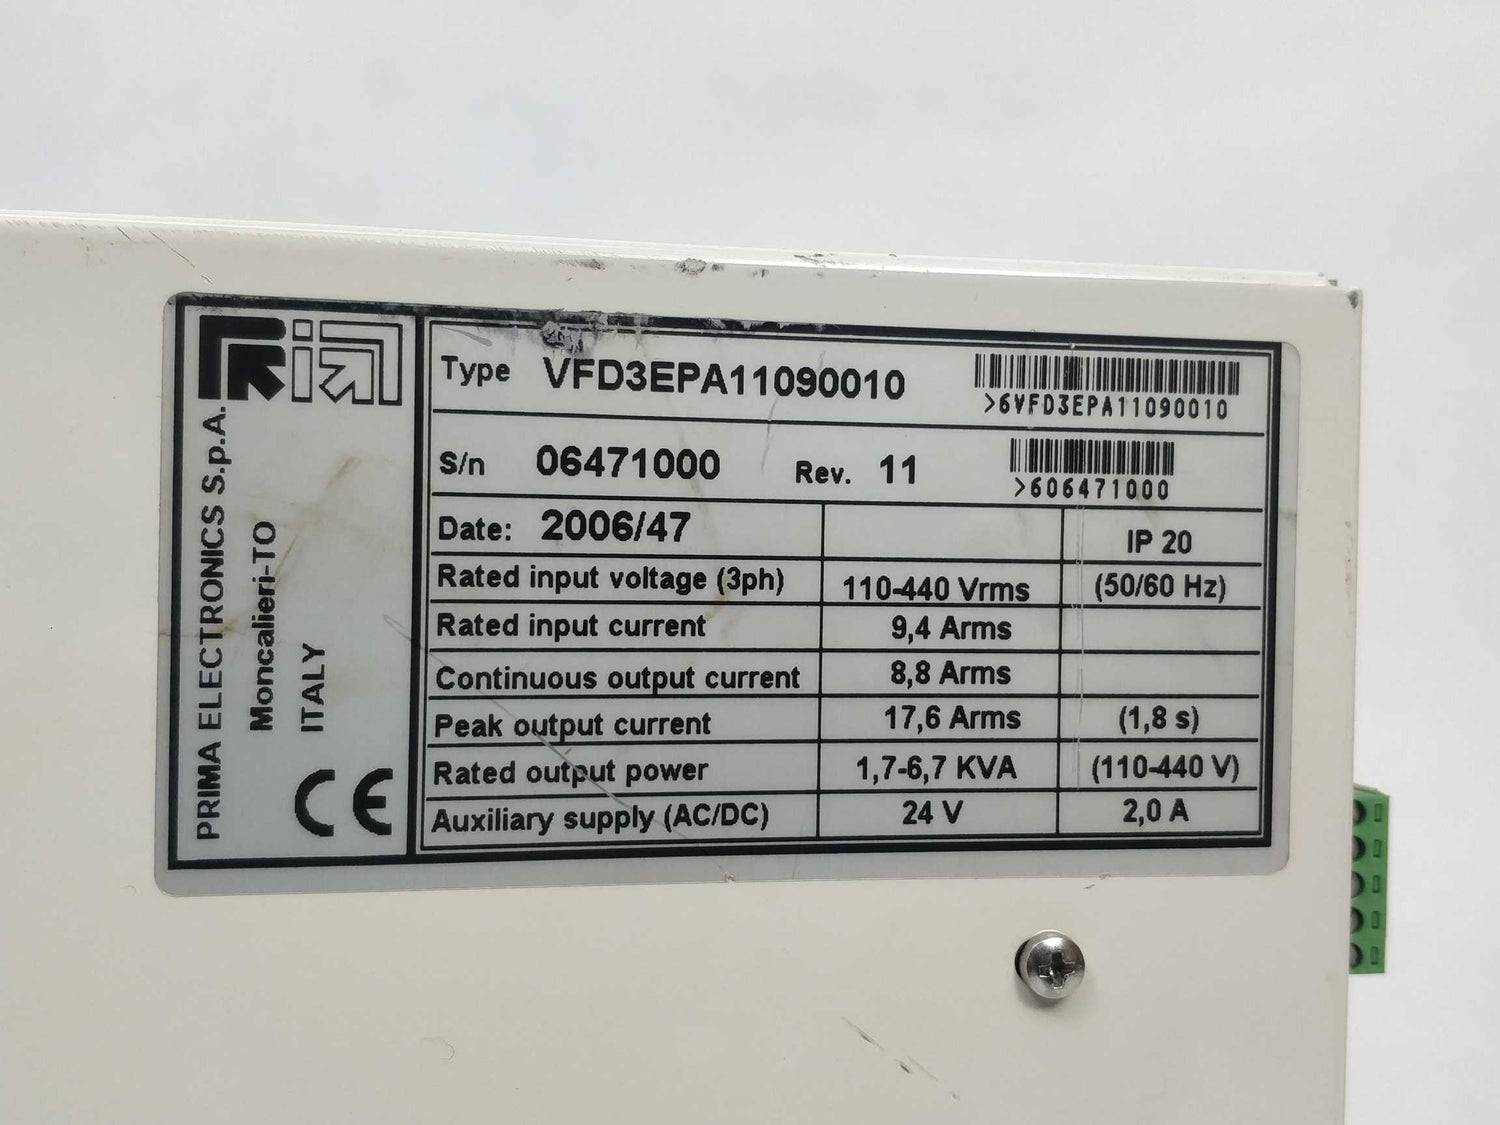 PRIMA ELECTRONICS S.p.A.
Moncalieri-TO
ITALY
CE
Type VFD3EPA11090010
>6VFD3EPA11090010
S/n 06471000 Rev. 11
>606471000
Date: 2006/47 IP 20
Rated input voltage (3ph) 110-440 Vrms (50/60 Hz)
Rated input current 9,4 Arms
Continuous output current 8,8 Arms
Peak output current 17,6 Arms (1,8 s)
Rated output power 1,7-6,7 KVA (110-440 V)
Auxiliary supply (AC/DC) 24 V 2,0 A